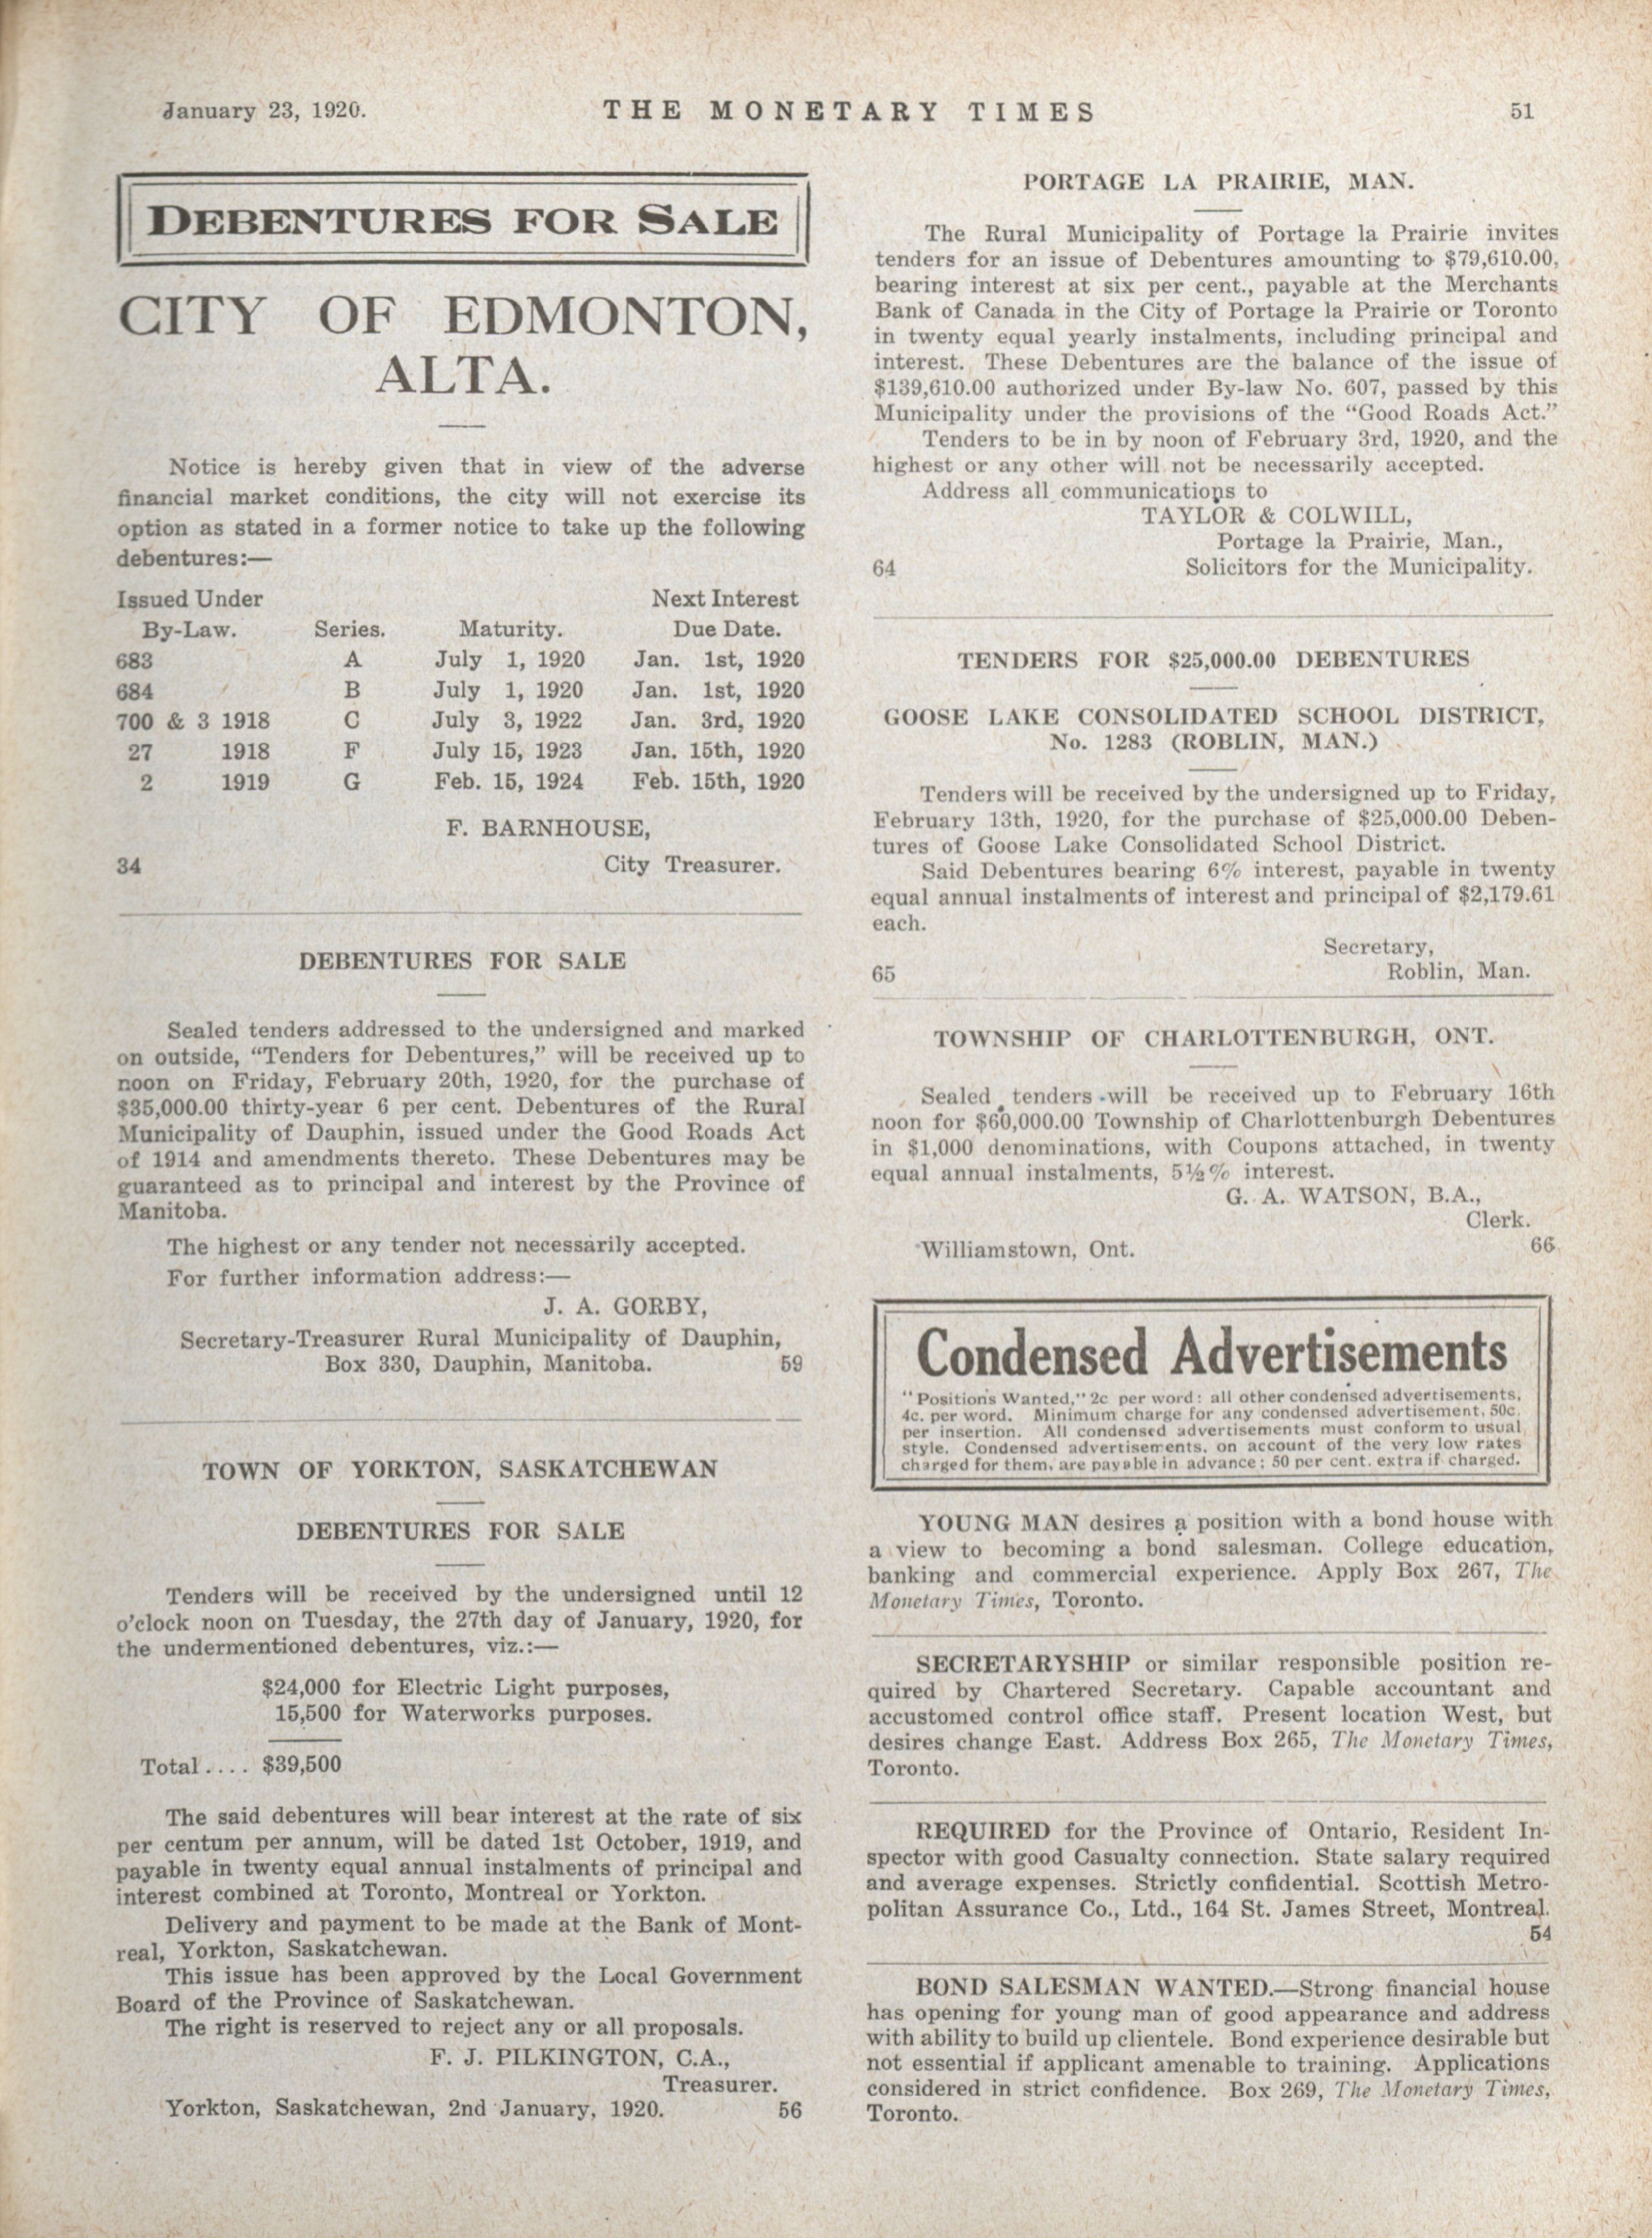 January 23, 1920.
THE MONETARY TIMES
51
DEBENTURES FOR SALE
CITY OF EDMONTON,
ALTA.
Notice is hereby given that in view of the adverse
financial market conditions, the city will not exercise its
option as stated in a former notice to take up the following
debentures:—
Issued Under Next Interest
By-Law. Series. Maturity. Due Date.
683 A July 1, 1920 Jan. 1st, 1920
684 B July 1, 1920 Jan. 1st, 1920
700 & 3 1918 C July 3, 1922 Jan. 3rd, 1920
27 1918 F July 15, 1923 Jan. 15th, 1920
2 1919 G Feb. 15, 1924 Feb. 15th, 1920
F. BARNHOUSE,
34 City Treasurer.
DEBENTURES FOR SALE
Sealed tenders addressed to the undersigned and marked
on outside, “Tenders for Debentures,” will be received up to
noon on Friday, February 20th, 1920, for the purchase of
$35,000.00 thirty-year 6 per cent. Debentures of the Rural
Municipality of Dauphin, issued under the Good Roads Act
of 1914 and amendments thereto. These Debentures may be
guaranteed as to principal and interest by the Province of
Manitoba.
The highest or any tender not necessarily accepted.
For further information address:—
J. A. GORBY,
Secretary-Treasurer Rural Municipality of Dauphin,
Box 330, Dauphin, Manitoba. 59
TOWN OF YORKTON, SASKATCHEWAN
DEBENTURES FOR SALE
Tenders will be received by the undersigned until 12
o’clock noon on Tuesday, the 27th day of January, 1920, for
the undermentioned debentures, viz.:—
$24,000 for Electric Light purposes,
15,500 for Waterworks purposes.
Total.... $39,500
The said debentures will bear interest at the rate of six
per centum per annum, will be dated 1st October, 1919, and
payable in twenty equal annual instalments of principal and
interest combined at Toronto, Montreal or Yorkton.
Delivery and payment to be made at the Bank of Mont-
real, Yorkton, Saskatchewan.
This issue has been approved by the Local Government
Board of the Province of Saskatchewan.
The right is reserved to reject any or all proposals.
F. J. PILKINGTON, C.A.,
Treasurer.
Yorkton, Saskatchewan, 2nd January, 1920. 56
PORTAGE LA PRAIRIE, MAN.
The Rural Municipality of Portage la Prairie invites
tenders for an issue of Debentures amounting to $79,610.00,
bearing interest at six per cent., payable at the Merchants
Bank of Canada in the City of Portage la Prairie or Toronto
in twenty equal yearly instalments, including principal and
interest. These Debentures are the balance of the issue of
$139,610.00 authorized under By-law No. 607, passed by this
Municipality under the provisions of the “Good Roads Act.”
Tenders to be in by noon of February 3rd, 1920, and the
highest or any other will not be necessarily accepted.
Address all communications to
TAYLOR & COLWILL,
Portage la Prairie, Man.,
64 Solicitors for the Municipality.
TENDERS FOR $25,000.00 DEBENTURES
GOOSE LAKE CONSOLIDATED SCHOOL DISTRICT,
No. 1283 (ROBLIN, MAN.)
Tenders will be received by the undersigned up to Friday,
February 13th, 1920, for the purchase of $25,000.00 Deben-
tures of Goose Lake Consolidated School District.
Said Debentures bearing 6% interest, payable in twenty
equal annual instalments of interest and principal of $2,179.61
each.
Secretary,
65 Roblin, Man.
TOWNSHIP OF CHARLOTTENBURGH, ONT.
Sealed tenders will be received up to February 16th
noon for $60,000.00 Township of Charlottenburgh Debentures
in $1,000 denominations, with Coupons attached, in twenty
equal annual instalments, 5½% interest.
G. A. WATSON, B.A.,
Clerk.
Williamstown, Ont. 66
Condensed Advertisements
“Positions Wanted,” 2c per word: all other condensed advertisements,
4c. per word. Minimum charge for any condensed advertisement, 50c.
per insertion. All condensed advertisements must conform to usual
style. Condensed advertisements, on account of the very low rates
charged for them, are payable in advance; 50 per cent. extra if charged.
YOUNG MAN desires a position with a bond house with
a view to becoming a bond salesman. College education,
banking and commercial experience. Apply Box 267, The
Monetary Times, Toronto.
SECRETARYSHIP or similar responsible position re-
quired by Chartered Secretary. Capable accountant and
accustomed control office staff. Present location West, but
desires change East. Address Box 265, The Monetary Times,
Toronto.
REQUIRED for the Province of Ontario, Resident In-
spector with good Casualty connection. State salary required
and average expenses. Strictly confidential. Scottish Metro-
politan Assurance Co., Ltd., 164 St. James Street, Montreal.
54
BOND SALESMAN WANTED.—Strong financial house
has opening for young man of good appearance and address
with ability to build up clientele. Bond experience desirable but
not essential if applicant amenable to training. Applications
considered in strict confidence. Box 269, The Monetary Times,
Toronto.